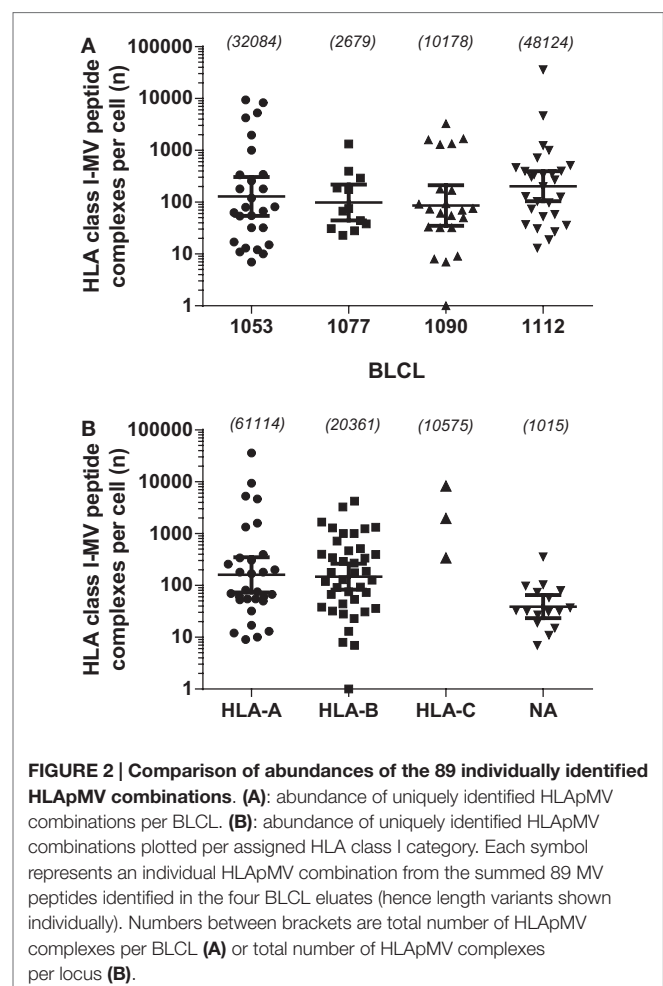 A
(32084) (2679) (10178) (48124)
HLA class I-MV peptide
complexes per cell (n)
100000
10000
1000
100
10
1
1053 1077 1090 1112
BLCL
B
(61114) (20361) (10575) (1015)
HLA class I-MV peptide
complexes per cell (n)
100000
10000
1000
100
10
1
HLA-A HLA-B HLA-C NA
FIGURE 2 | Comparison of abundances of the 89 individually identified
HLApMV combinations. (A): abundance of uniquely identified HLApMV
combinations per BLCL. (B): abundance of uniquely identified HLApMV
combinations plotted per assigned HLA class I category. Each symbol
represents an individual HLApMV combination from the summed 89 MV
peptides identified in the four BLCL eluates (hence length variants shown
individually). Numbers between brackets are total number of HLApMV
complexes per BLCL (A) or total number of HLApMV complexes
per locus (B).